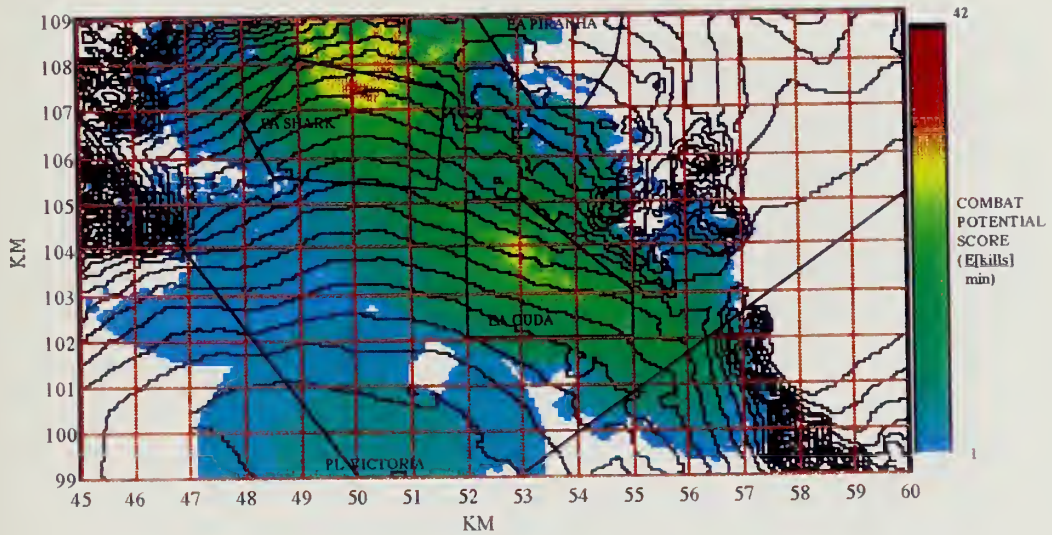 42
109
108
107
106
105
104
103
102
101
100
99
KM
EA PIRANHA
EA SHARK
EA CUDA
PL VICTORIA
COMBAT
POTENTIAL
SCORE
(E[kills]
min)
1
45 46 47 48 49 50 51 52 53 54 55 56 57 58 59 60
KM